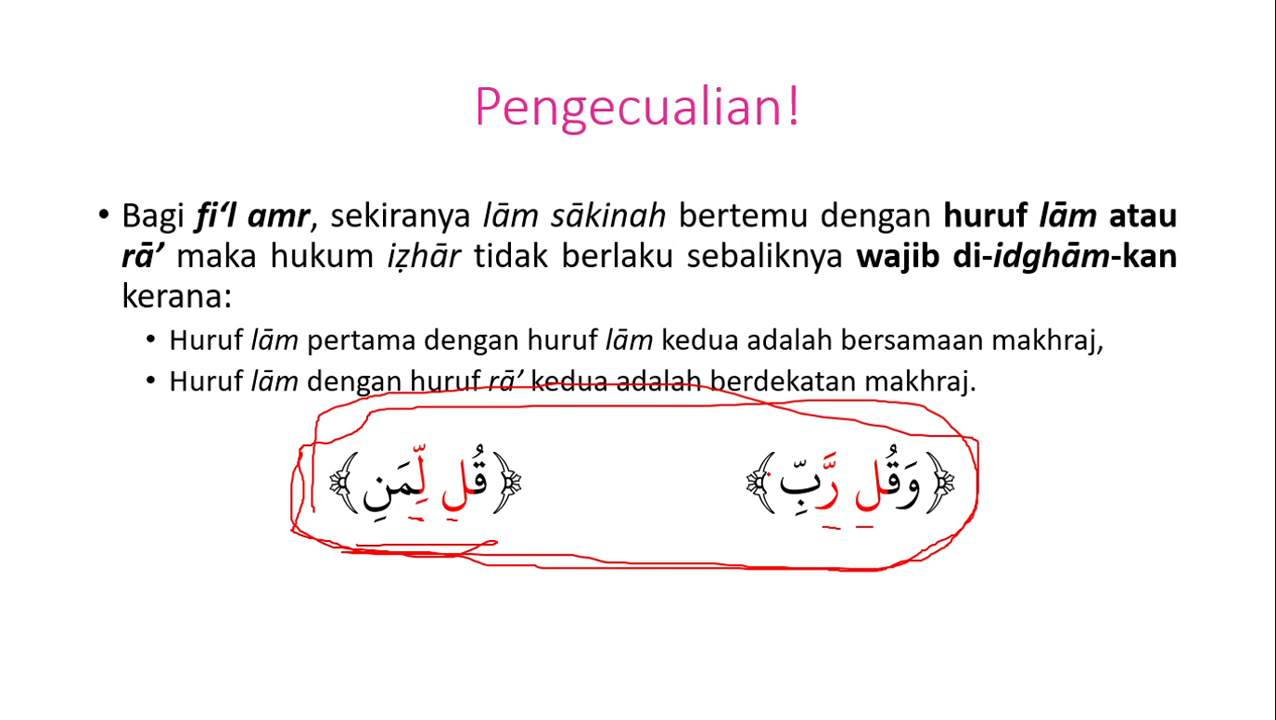 Pengecualian!
• Bagi fi‘l amr, sekiranya lām sākinah bertemu dengan huruf lām atau
rā’ maka hukum iẓhār tidak berlaku sebaliknya wajib di-idghām-kan
kerana:
• Huruf lām pertama dengan huruf lām kedua adalah bersamaan makhraj,
• Huruf lām dengan huruf rā’ kedua adalah berdekatan makhraj.
﴿وَقُل رَّبِّ﴾ ﴿قُل لِّمَنِ﴾